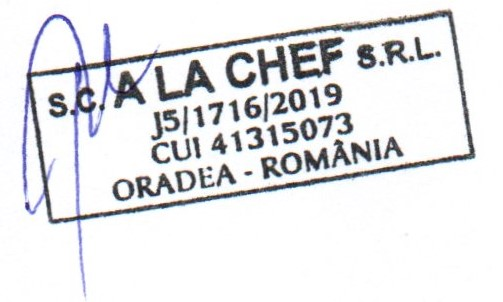 S.C. A LA CHEF S.R.L.
J5/1716/2019
CUI 41315073
ORADEA - ROMÂNIA